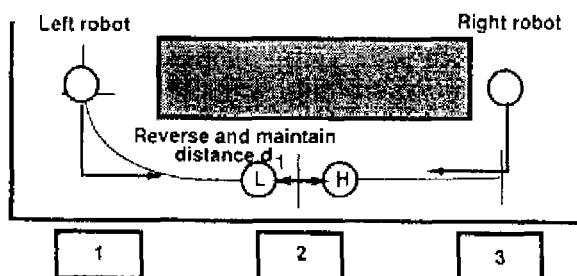 Left robot
Right robot
Reverse and maintain
distance d1
L
H
1
2
3